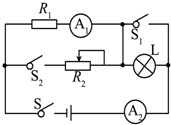 R₁ A₁ S₁
S₂ R₂ L
S A₂